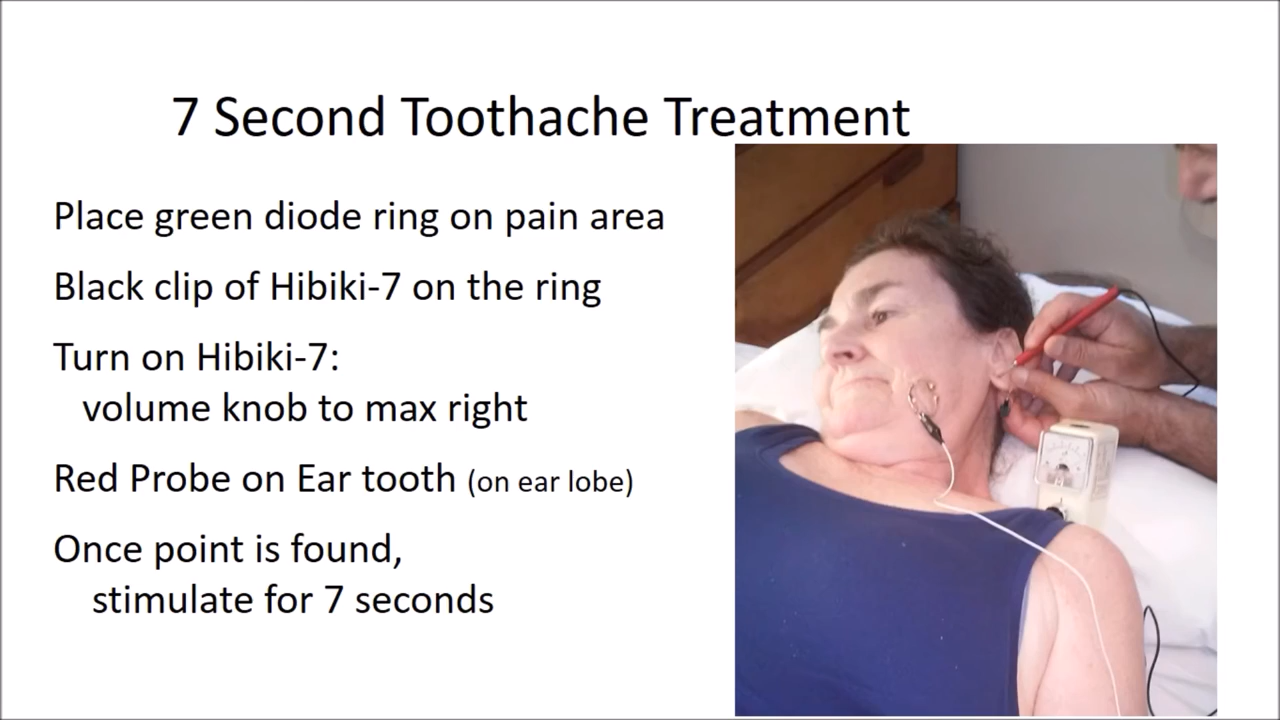 7 Second Toothache Treatment
Place green diode ring on pain area
Black clip of Hibiki-7 on the ring
Turn on Hibiki-7:
volume knob to max right
Red Probe on Ear tooth (on ear lobe)
Once point is found,
stimulate for 7 seconds